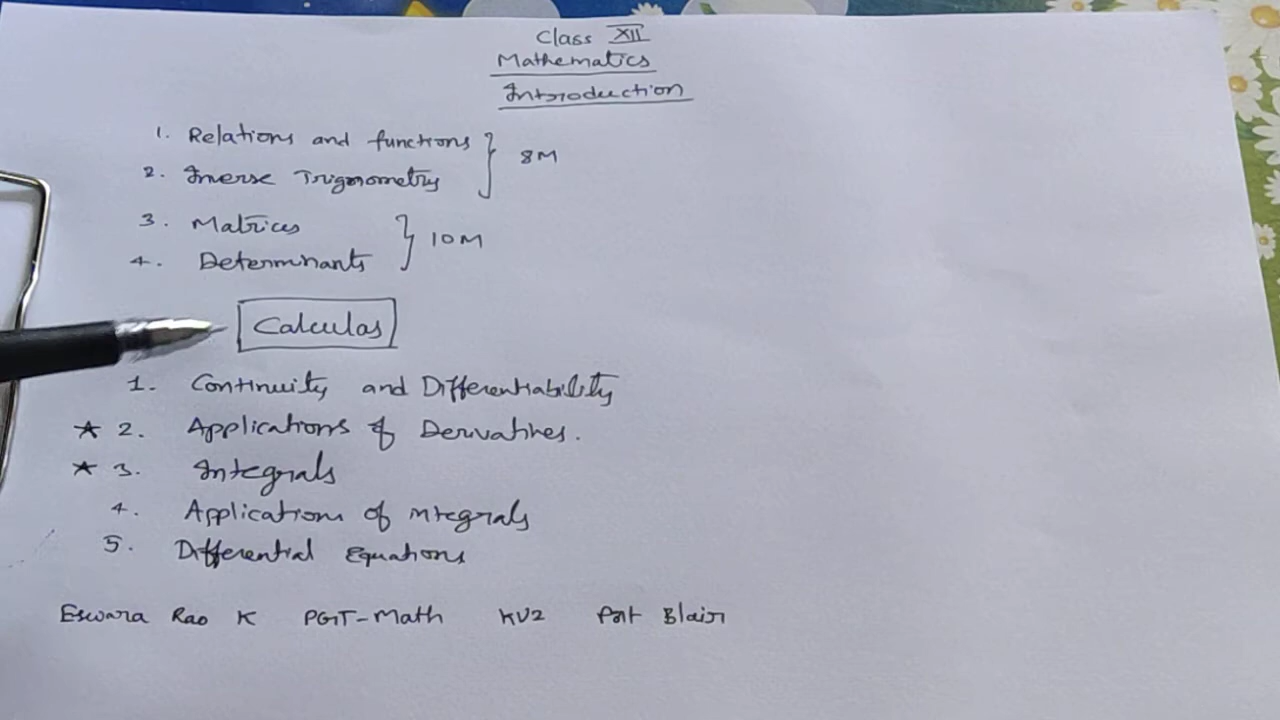 Class XII
Mathematics
Introduction
1. Relations and functions } 8M
2. Inverse Trigonometry
3. Matrices } 10M
4. Determinants
Calculas
1. Continuity and Differentiability
★ 2. Applications of Derivatives.
★ 3. Integrals
4. Applications of integrals
5. Differential Equations
Eswara Rao K PGT-Math KV2 Port Blair